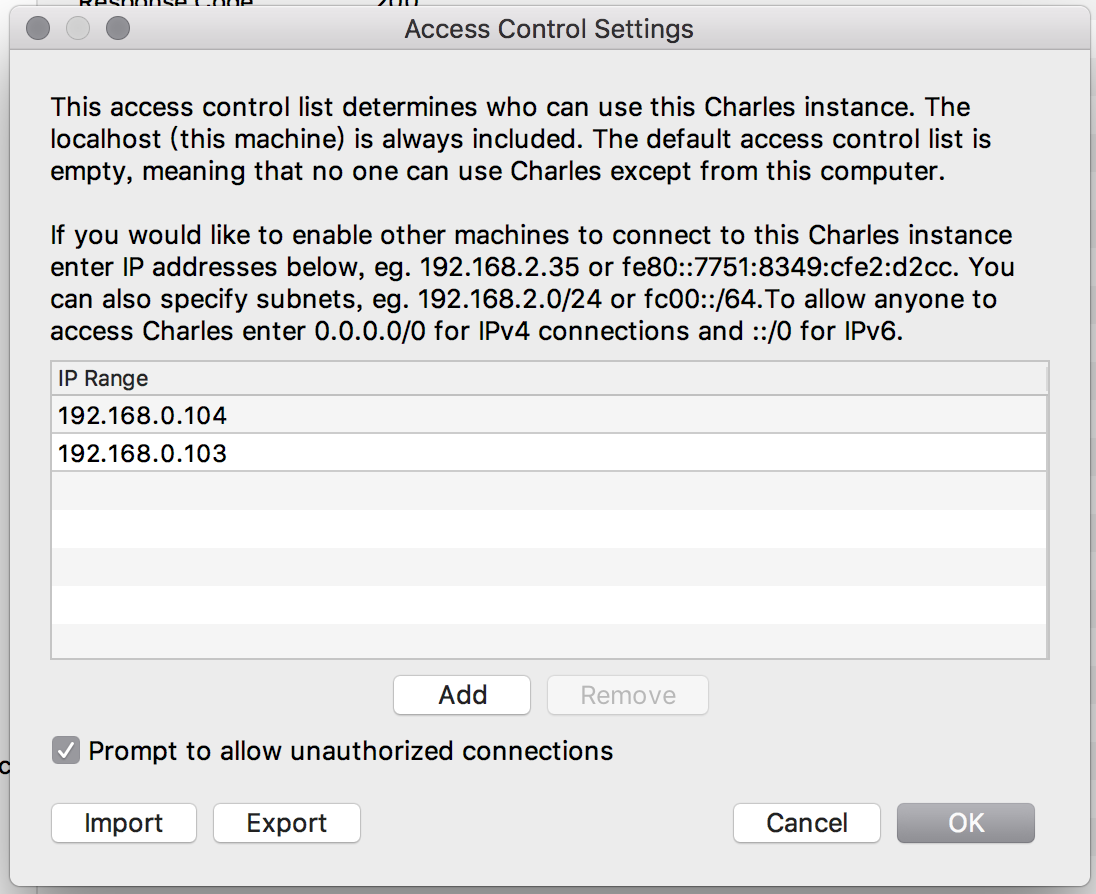 Response Code 200
Access Control Settings
This access control list determines who can use this Charles instance. The
localhost (this machine) is always included. The default access control list is
empty, meaning that no one can use Charles except from this computer.
If you would like to enable other machines to connect to this Charles instance
enter IP addresses below, eg. 192.168.2.35 or fe80::7751:8349:cfe2:d2cc. You
can also specify subnets, eg. 192.168.2.0/24 or fc00::/64.To allow anyone to
access Charles enter 0.0.0.0/0 for IPv4 connections and ::/0 for IPv6.
IP Range
192.168.0.104
192.168.0.103
Add Remove
Prompt to allow unauthorized connections
c
Import Export Cancel OK